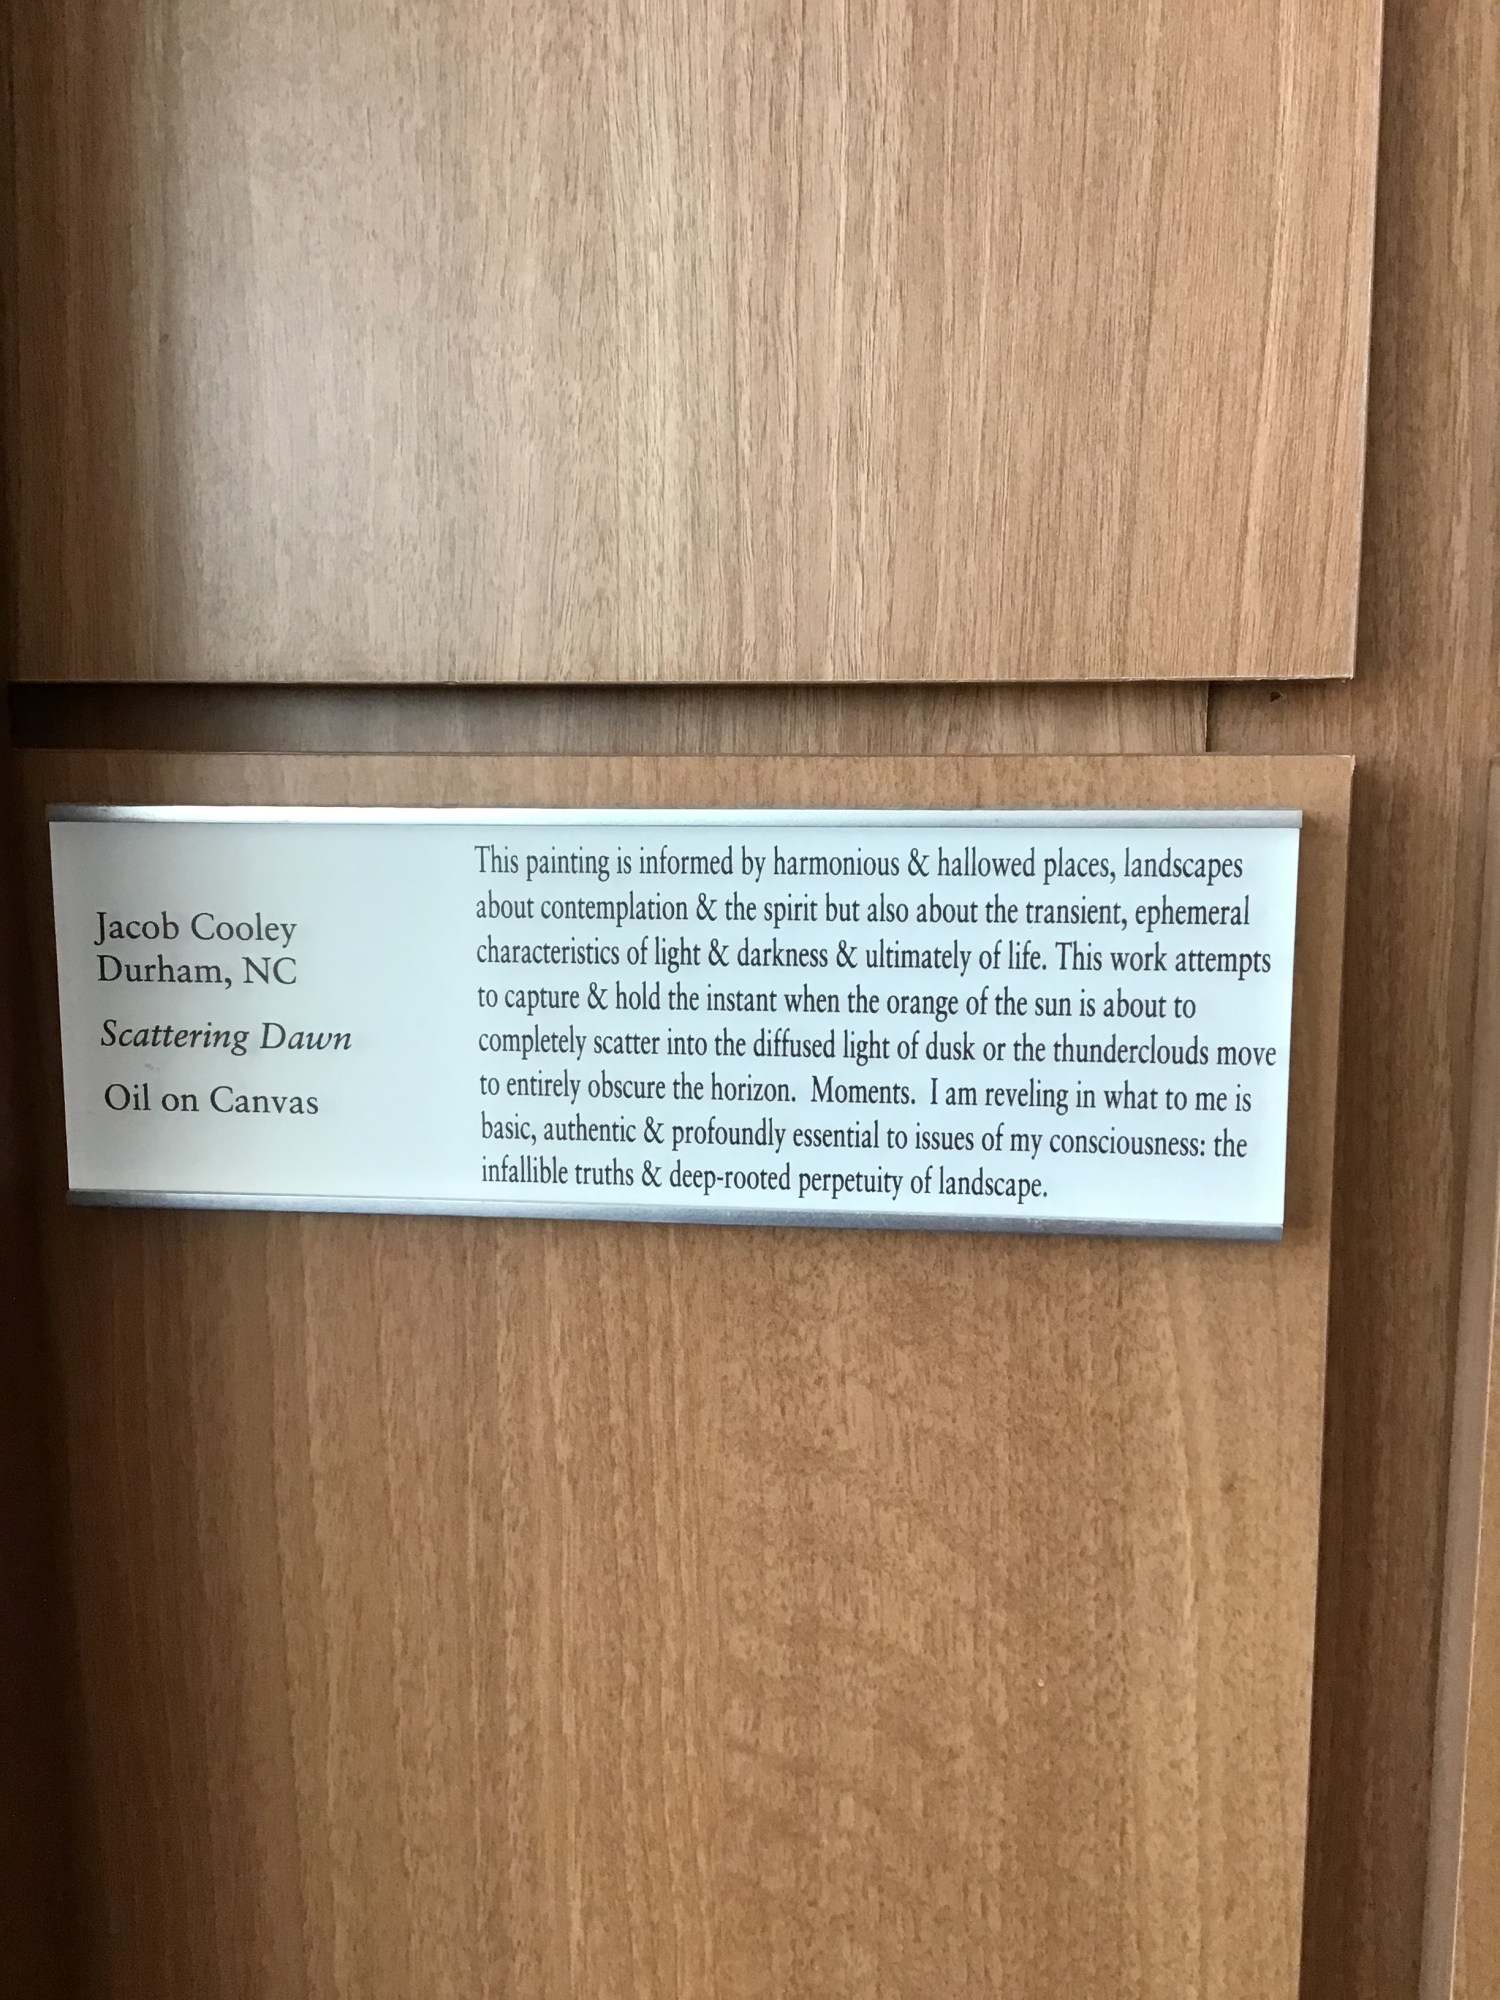 Jacob Cooley
Durham, NC
Scattering Dawn
Oil on Canvas
This painting is informed by harmonious & hallowed places, landscapes
about contemplation & the spirit but also about the transient, ephemeral
characteristics of light & darkness & ultimately of life. This work attempts
to capture & hold the instant when the orange of the sun is about to
completely scatter into the diffused light of dusk or the thunderclouds move
to entirely obscure the horizon.  Moments.  I am reveling in what to me is
basic, authentic & profoundly essential to issues of my consciousness: the
infallible truths & deep-rooted perpetuity of landscape.